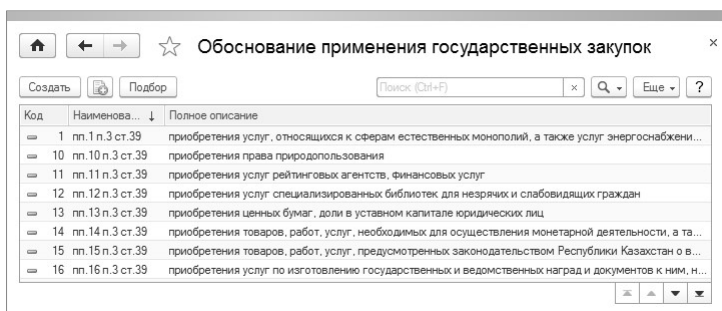 Обоснование применения государственных закупок
×
Создать Подбор Поиск (Ctrl+F) × Еще ?
Код Наименова... ↓ Полное описание
1 пп.1 п.3 ст.39 приобретения услуг, относящихся к сферам естественных монополий, а также услуг энергоснабжени...
10 пп.10 п.3 ст.39 приобретения права природопользования
11 пп.11 п.3 ст.39 приобретения услуг рейтинговых агентств, финансовых услуг
12 пп.12 п.3 ст.39 приобретения услуг специализированных библиотек для незрячих и слабовидящих граждан
13 пп.13 п.3 ст.39 приобретения ценных бумаг, доли в уставном капитале юридических лиц
14 пп.14 п.3 ст.39 приобретения товаров, работ, услуг, необходимых для осуществления монетарной деятельности, а та...
15 пп.15 п.3 ст.39 приобретения товаров, работ, услуг, предусмотренных законодательством Республики Казахстан о в...
16 пп.16 п.3 ст.39 приобретения услуг по изготовлению государственных и ведомственных наград и документов к ним, н...